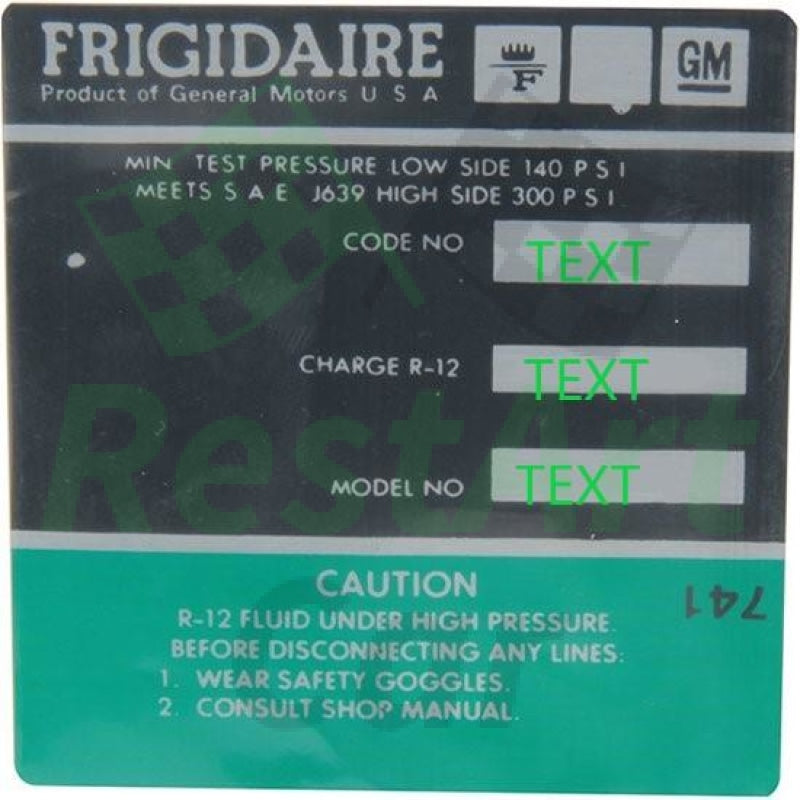 FRIGIDAIRE
F
GM
Product of General Motors U S A
MIN TEST PRESSURE LOW SIDE 140 P S I
MEETS S A E J639 HIGH SIDE 300 P S I
CODE NO TEXT
CHARGE R-12 TEXT
RestArt
MODEL NO TEXT
CAUTION
741
R-12 FLUID UNDER HIGH PRESSURE.
BEFORE DISCONNECTING ANY LINES:
1. WEAR SAFETY GOGGLES.
2. CONSULT SHOP MANUAL.